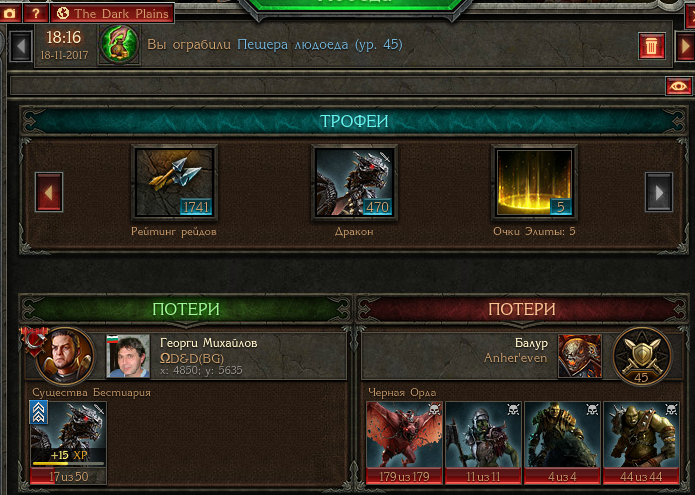 The Dark Plains
18:16
18-11-2017
Вы ограбили Пещера людоеда (ур. 45)
ТРОФЕИ
1741
470
5
Рейтинг рейдов
Дракон
Очки Элиты: 5
ПОТЕРИ
ПОТЕРИ
Георги Михайлов
ΩD&D(BG)
x: 4850; y: 5635
Балур
Anher'even
45
Существа Бестиария
Черная Орда
+15 XP
17 из 50
179 из 179
11 из 11
4 из 4
44 из 44